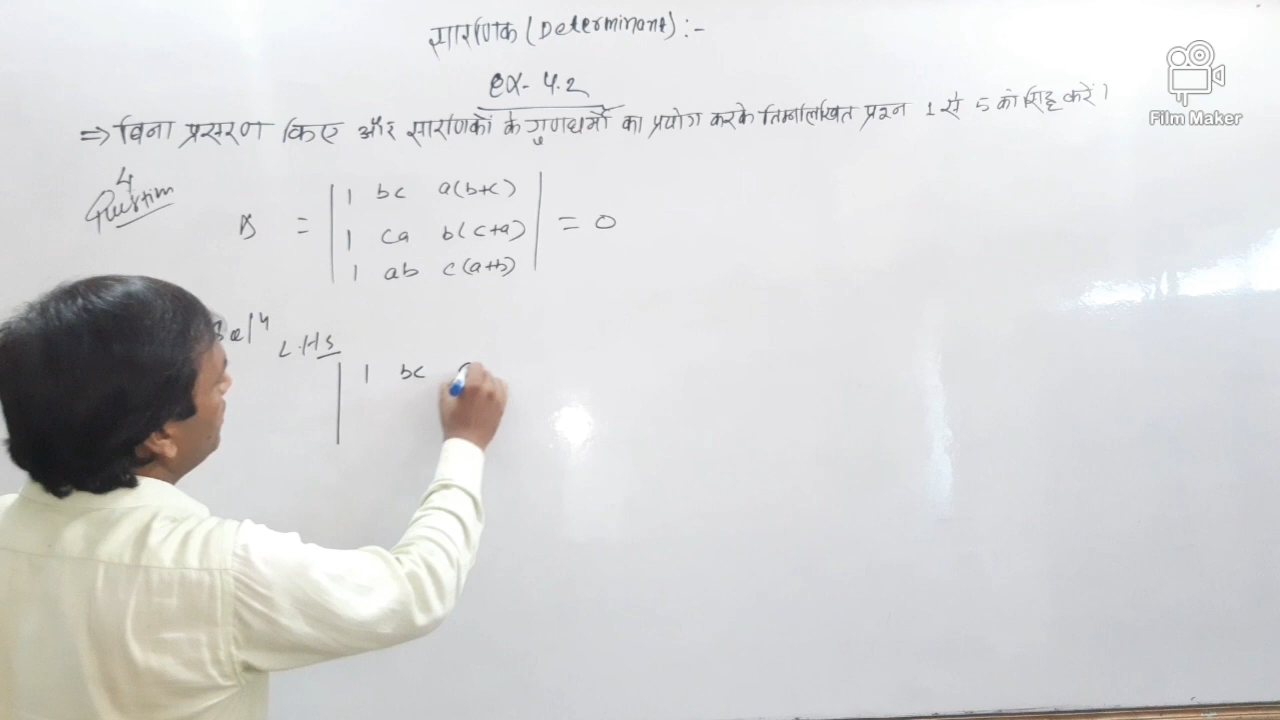 सारणिक (Determinant) :-
ex- 4.2
⇒ बिना प्रसरण किए और सारणिकों के गुणधर्मों का प्रयोग करके निम्नलिखित प्रश्न 1 से 5 को सिद्ध करें।
Film Maker
4
Question
= | 1 bc a(b+c) |
| 1 ca b(c+a) | = 0
| 1 ab c(a+b) |
Sol4
L.H.S
| 1 bc